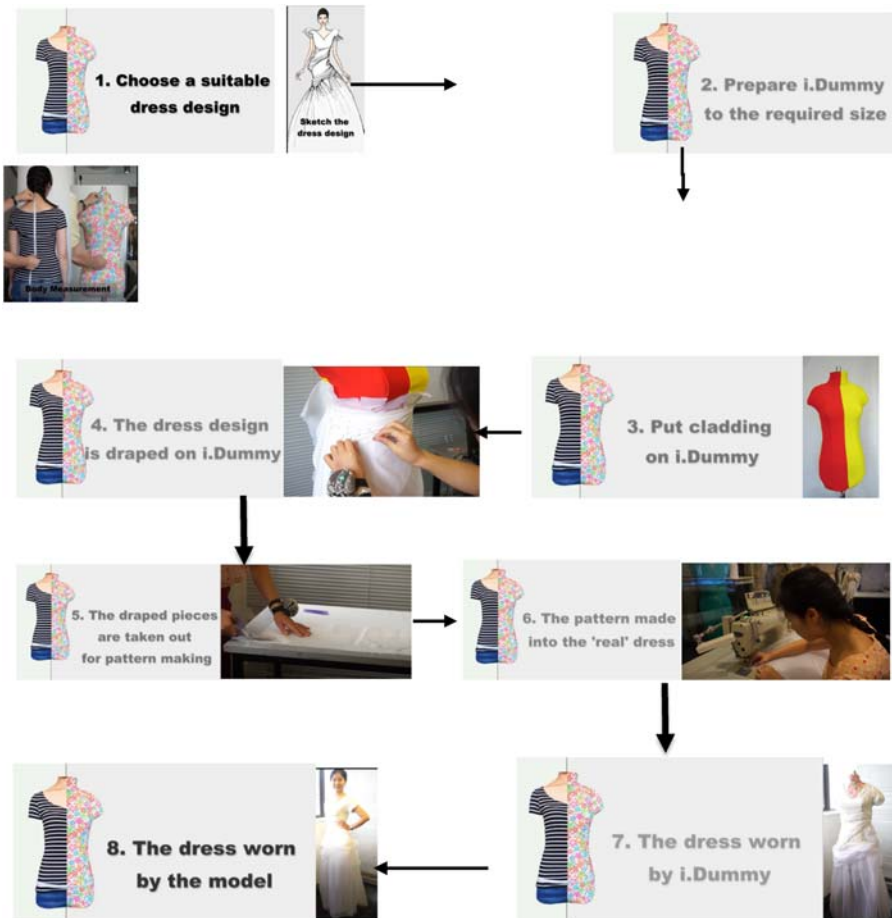 1. Choose a suitable
dress design
Sketch the
dress design
2. Prepare i.Dummy
to the required size
Body Measurement
3. Put cladding
on i.Dummy
4. The dress design
is draped on i.Dummy
5. The draped pieces
are taken out
for pattern making
6. The pattern made
into the 'real' dress
7. The dress worn
by i.Dummy
8. The dress worn
by the model